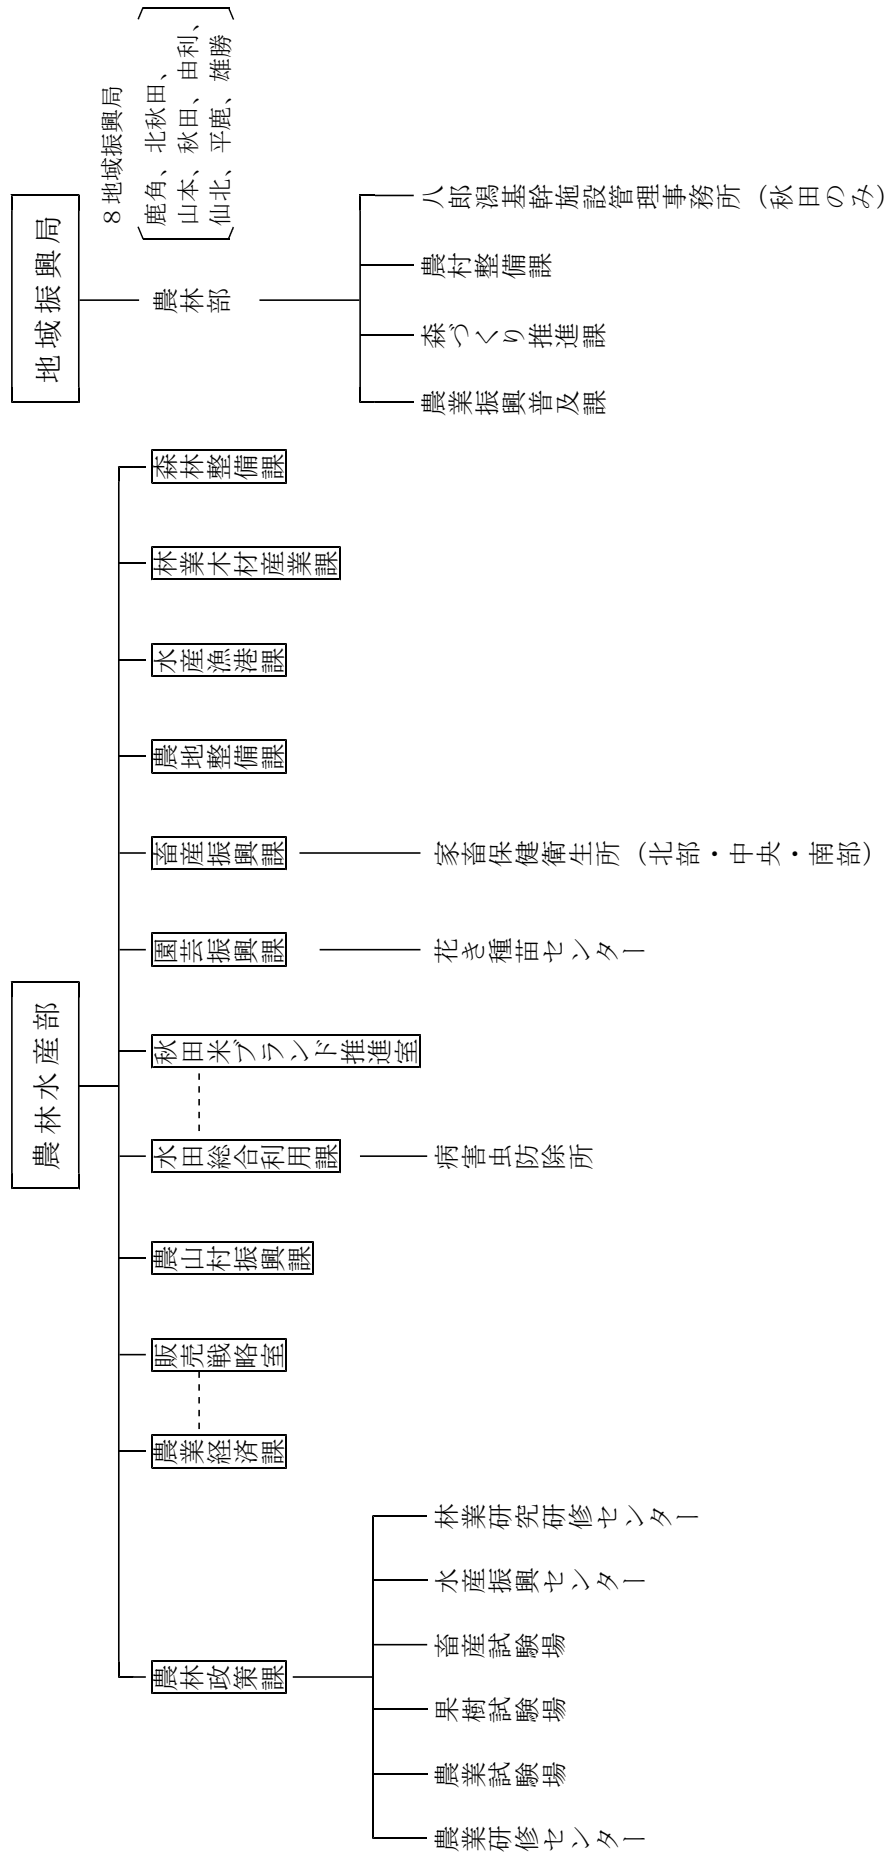 農林水産部
農林政策課
農業研修センター
農業試験場
果樹試験場
畜産試験場
水産振興センター
林業研究研修センター
農業経済課
販売戦略室
農山村振興課
水田総合利用課
病害虫防除所
秋田米ブランド推進室
園芸振興課
花き種苗センター
畜産振興課
家畜保健衛生所（北部・中央・南部）
農地整備課
水産漁港課
林業木材産業課
森林整備課
地域振興局
８地域振興局
鹿角、北秋田、
山本、秋田、由利、
仙北、平鹿、雄勝
農林部
農業振興普及課
森づくり推進課
農村整備課
八郎潟基幹施設管理事務所（秋田のみ）